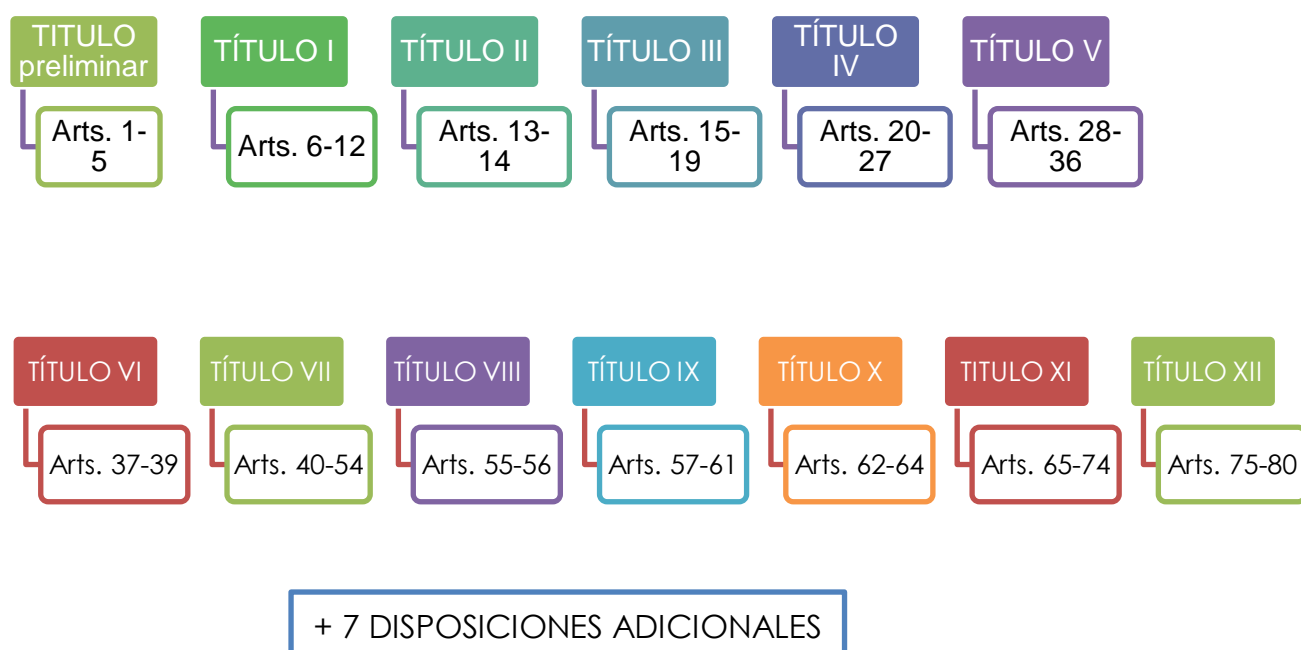 TITULO
preliminar
Arts. 1-
5
TÍTULO I
Arts. 6-12
TÍTULO II
Arts. 13-
14
TÍTULO III
Arts. 15-
19
TÍTULO
IV
Arts. 20-
27
TÍTULO V
Arts. 28-
36
TÍTULO VI
Arts. 37-39
TÍTULO VII
Arts. 40-54
TÍTULO VIII
Arts. 55-56
TÍTULO IX
Arts. 57-61
TÍTULO X
Arts. 62-64
TITULO XI
Arts. 65-74
TÍTULO XII
Arts. 75-80
+ 7 DISPOSICIONES ADICIONALES